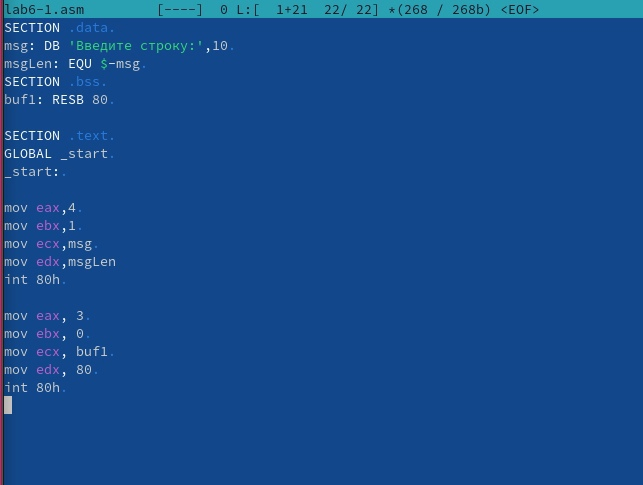 lab6-1.asm [----] 0 L:[ 1+21 22/ 22] *(268 / 268b) <EOF>
SECTION .data.
msg: DB 'Введите строку:',10.
msgLen: EQU $-msg.
SECTION .bss.
buf1: RESB 80.
SECTION .text.
GLOBAL _start.
_start:.
mov eax,4.
mov ebx,1.
mov ecx,msg.
mov edx,msgLen
int 80h.
mov eax, 3.
mov ebx, 0.
mov ecx, buf1.
mov edx, 80.
int 80h.